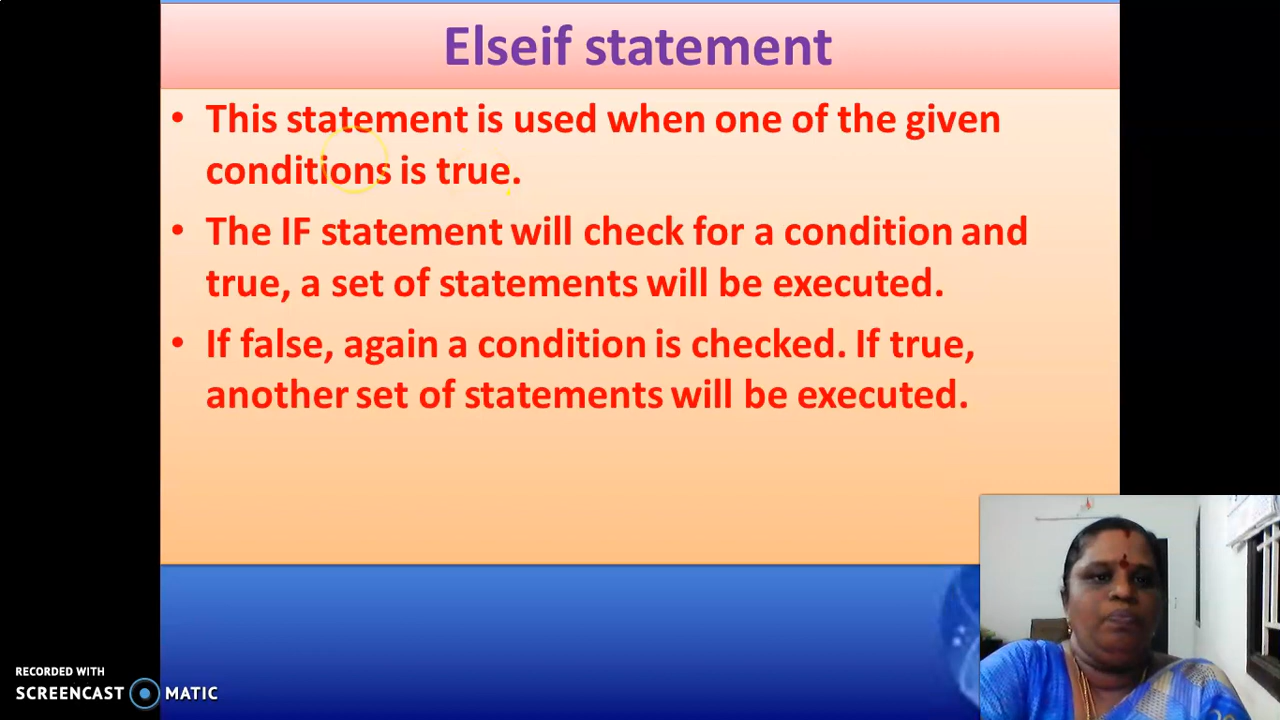 Elseif statement
• This statement is used when one of the given
conditions is true.
• The IF statement will check for a condition and
true, a set of statements will be executed.
• If false, again a condition is checked. If true,
another set of statements will be executed.
RECORDED WITH
SCREENCAST MATIC